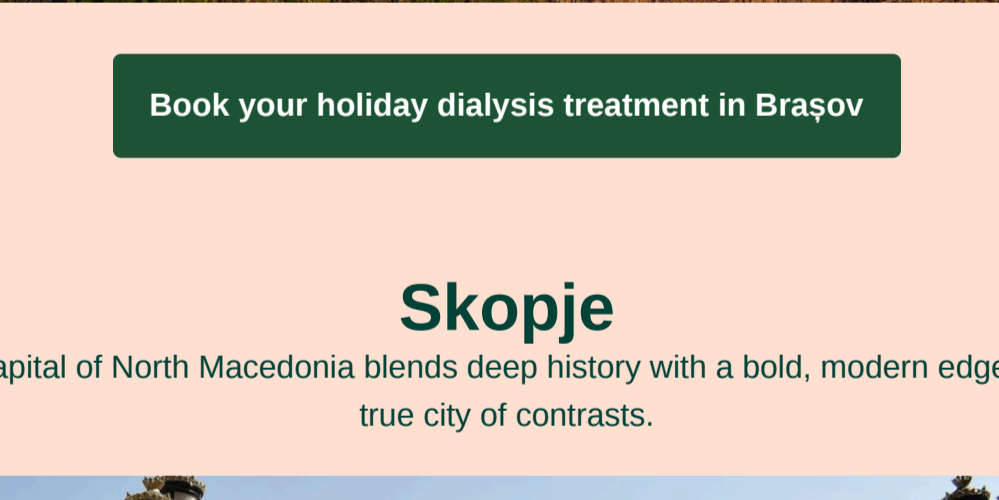 Book your holiday dialysis treatment in Brașov
Skopje
apital of North Macedonia blends deep history with a bold, modern edge
true city of contrasts.